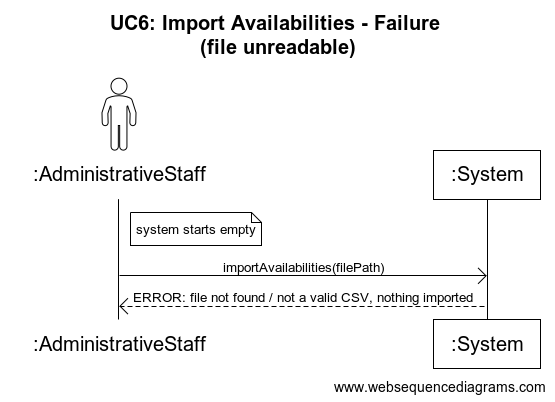 UC6: Import Availabilities - Failure
(file unreadable)
:AdministrativeStaff
:System
system starts empty
importAvailabilities(filePath)
ERROR: file not found / not a valid CSV, nothing imported
:AdministrativeStaff
:System
www.websequencediagrams.com